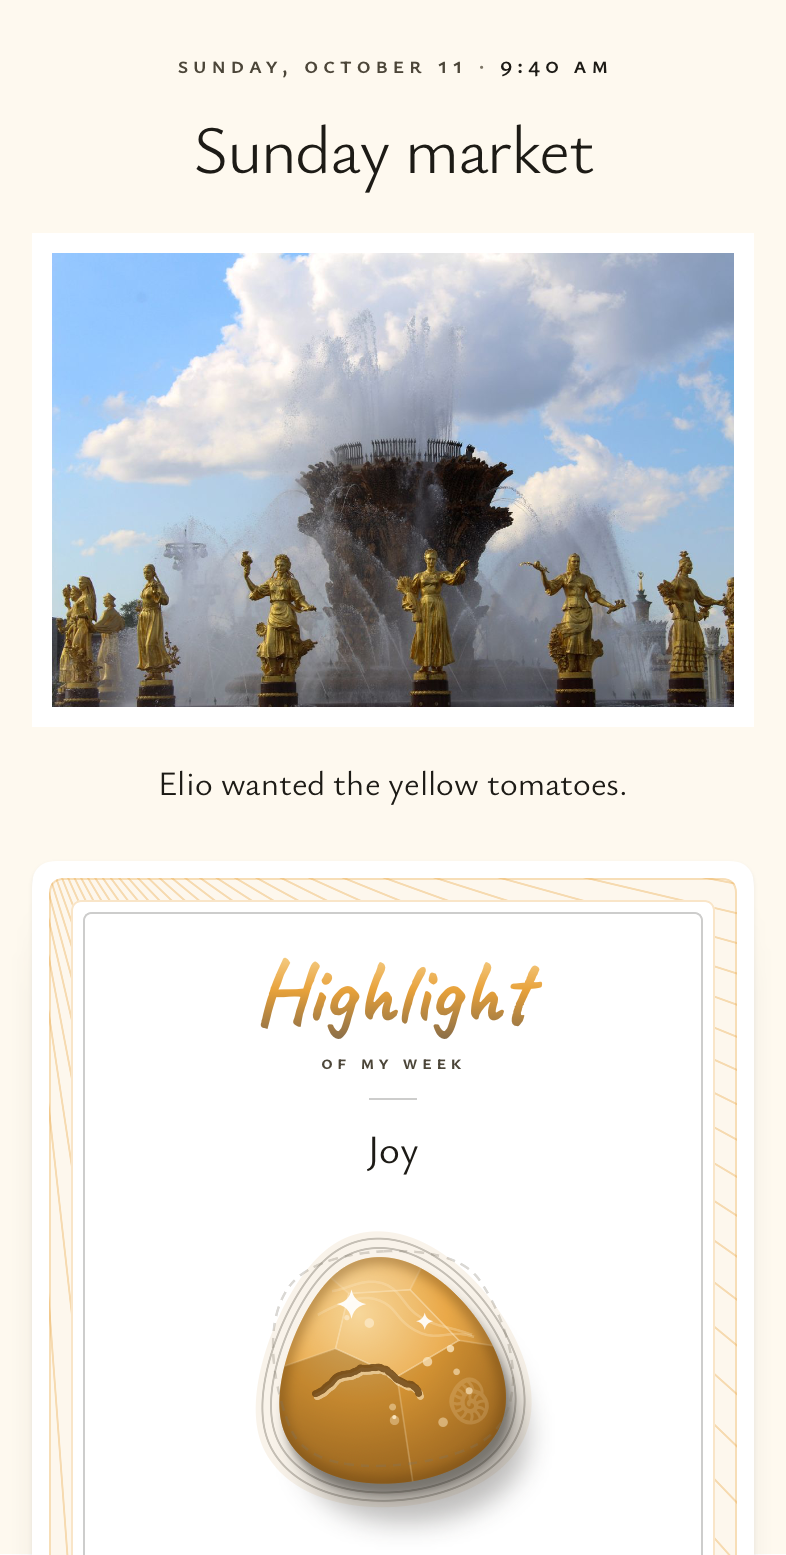 SUNDAY, OCTOBER 11 · 9:40 AM
Sunday market
Elio wanted the yellow tomatoes.
Highlight
OF MY WEEK
Joy